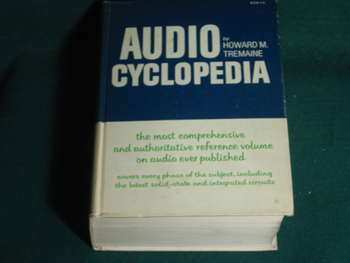 AUDIO
by
HOWARD M.
TREMAINE
CYCLOPEDIA
the most comprehensive
and authoritative reference volume
on audio ever published
covers every phase of the subject, including
the latest solid-state and integrated circuits